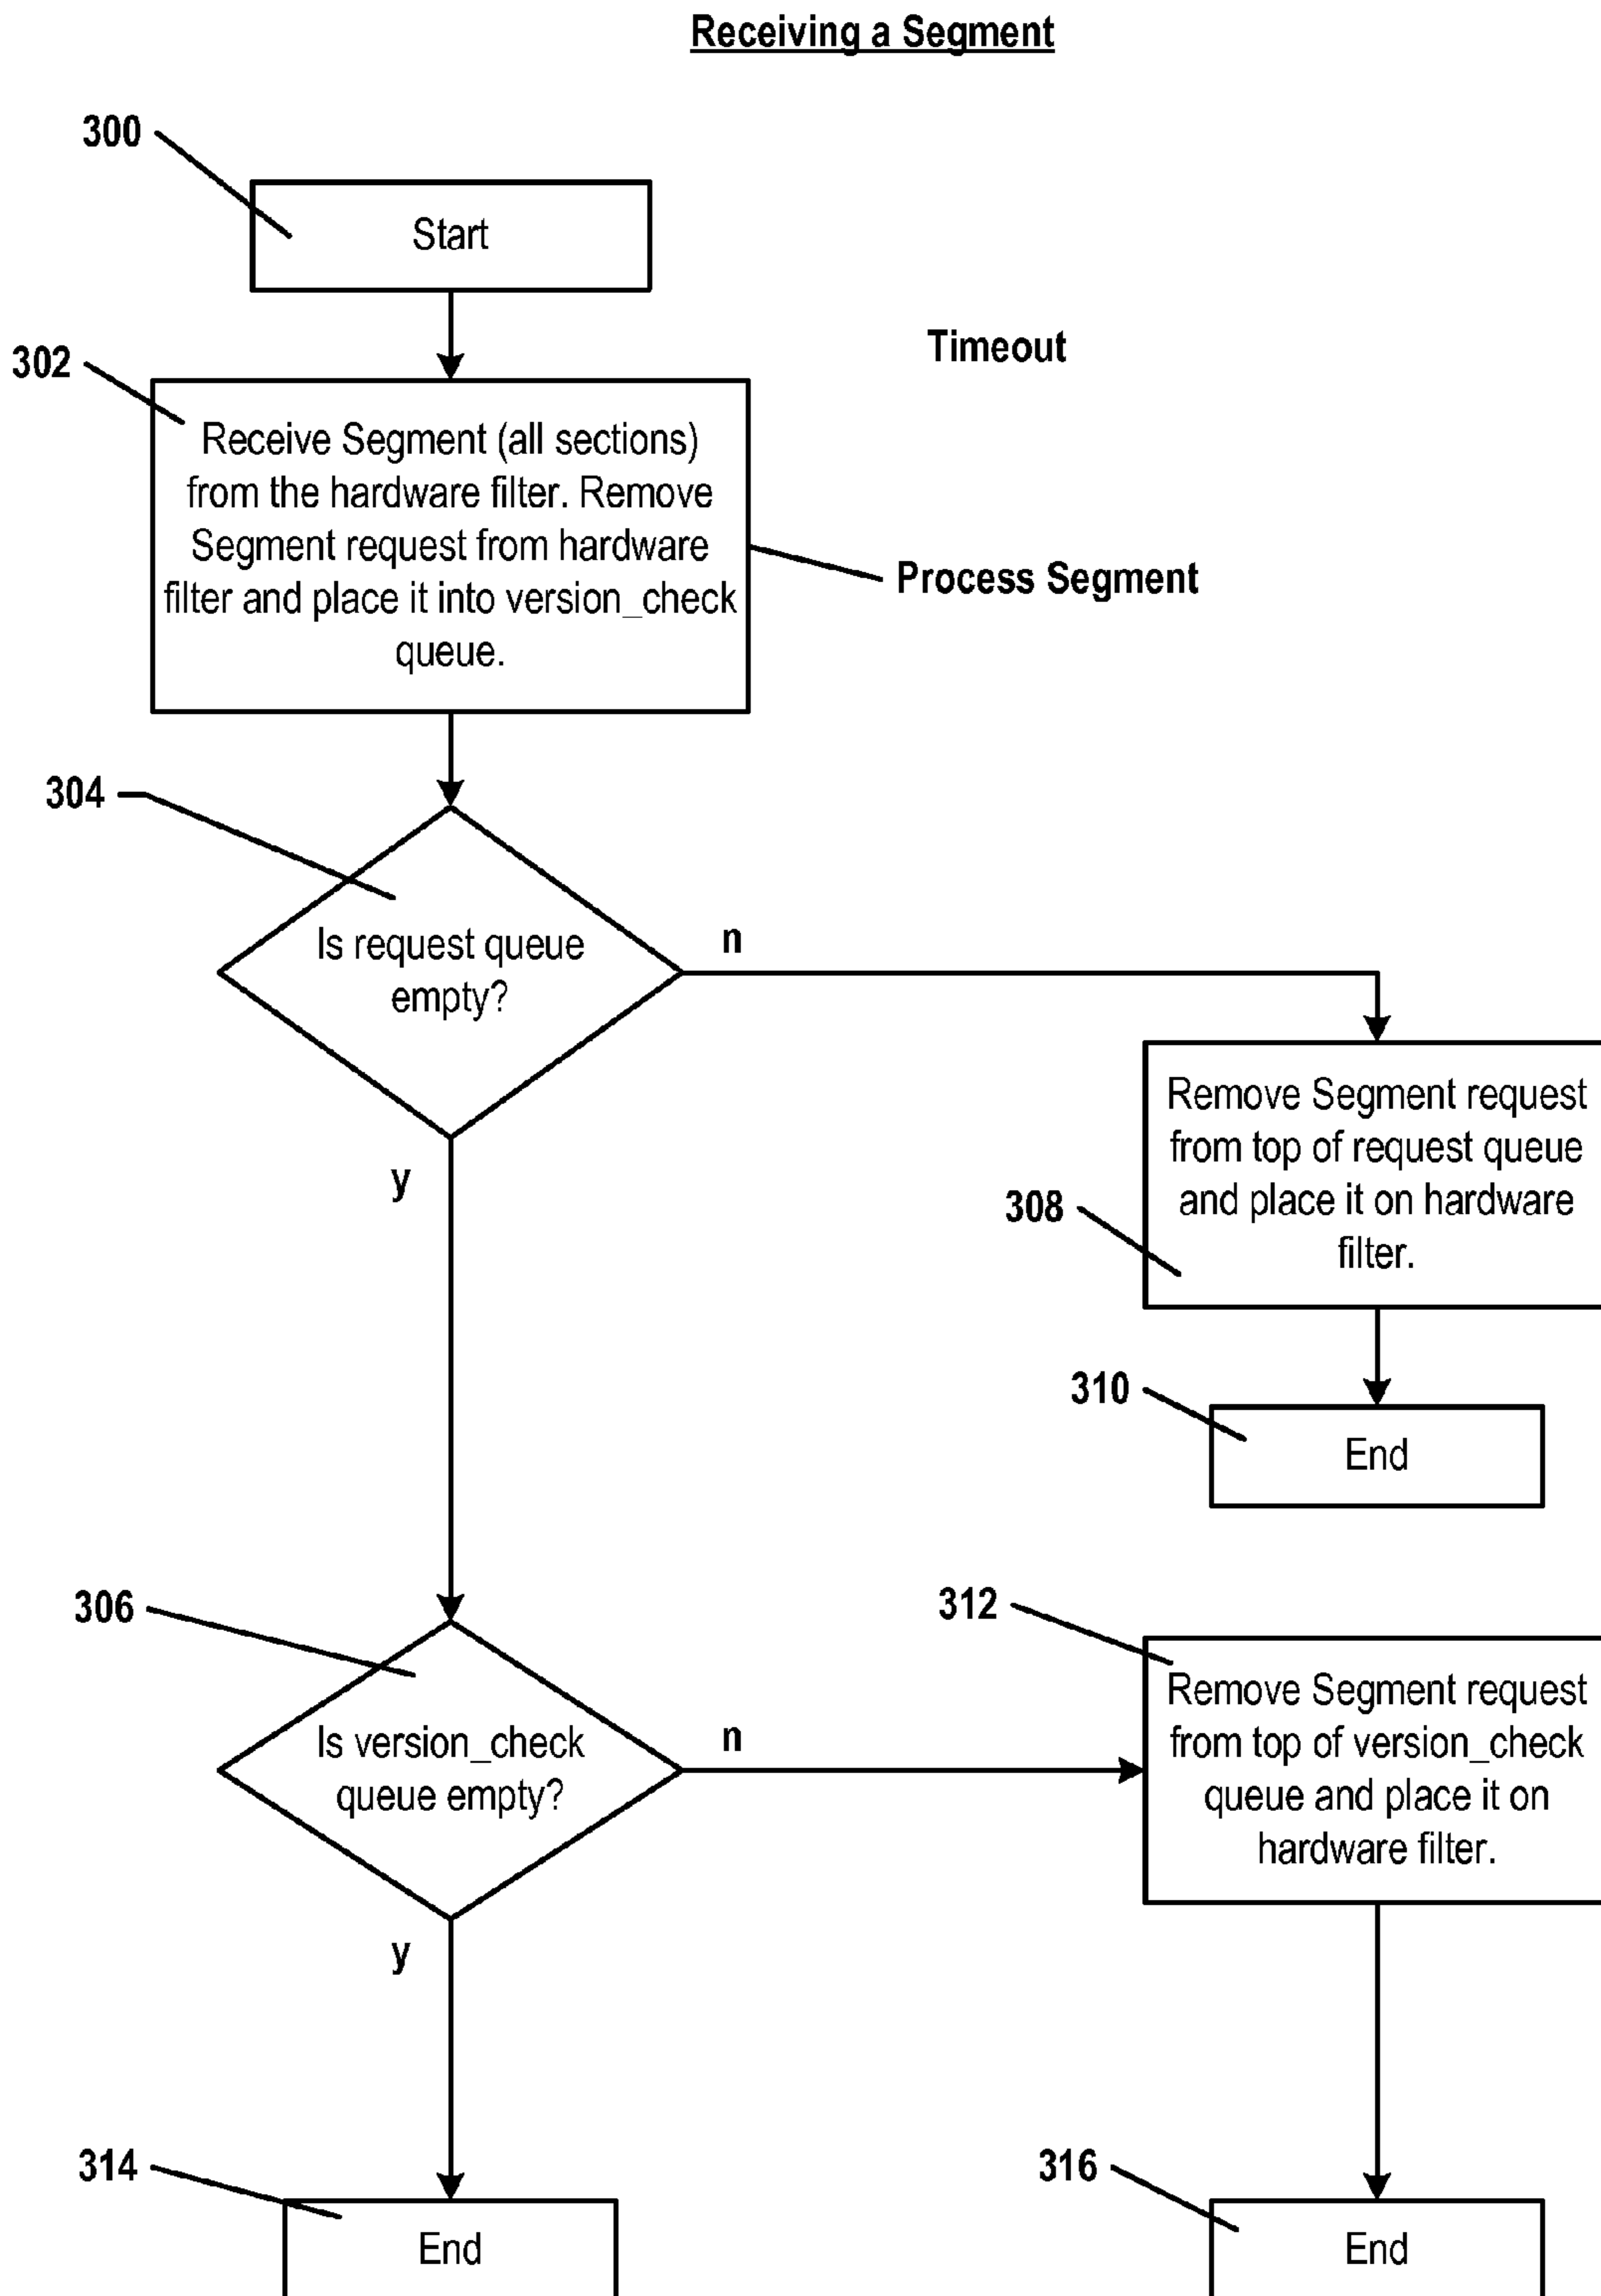 Receiving a Segment
300
Start
Timeout
302
Receive Segment (all sections)
from the hardware filter. Remove
Segment request from hardware
filter and place it into version_check
queue.
Process Segment
304
Is request queue
empty?
n
y
Remove Segment request
from top of request queue
and place it on hardware
filter.
308
310
End
306
Is version_check
queue empty?
n
y
312
Remove Segment request
from top of version_check
queue and place it on
hardware filter.
314
End
316
End